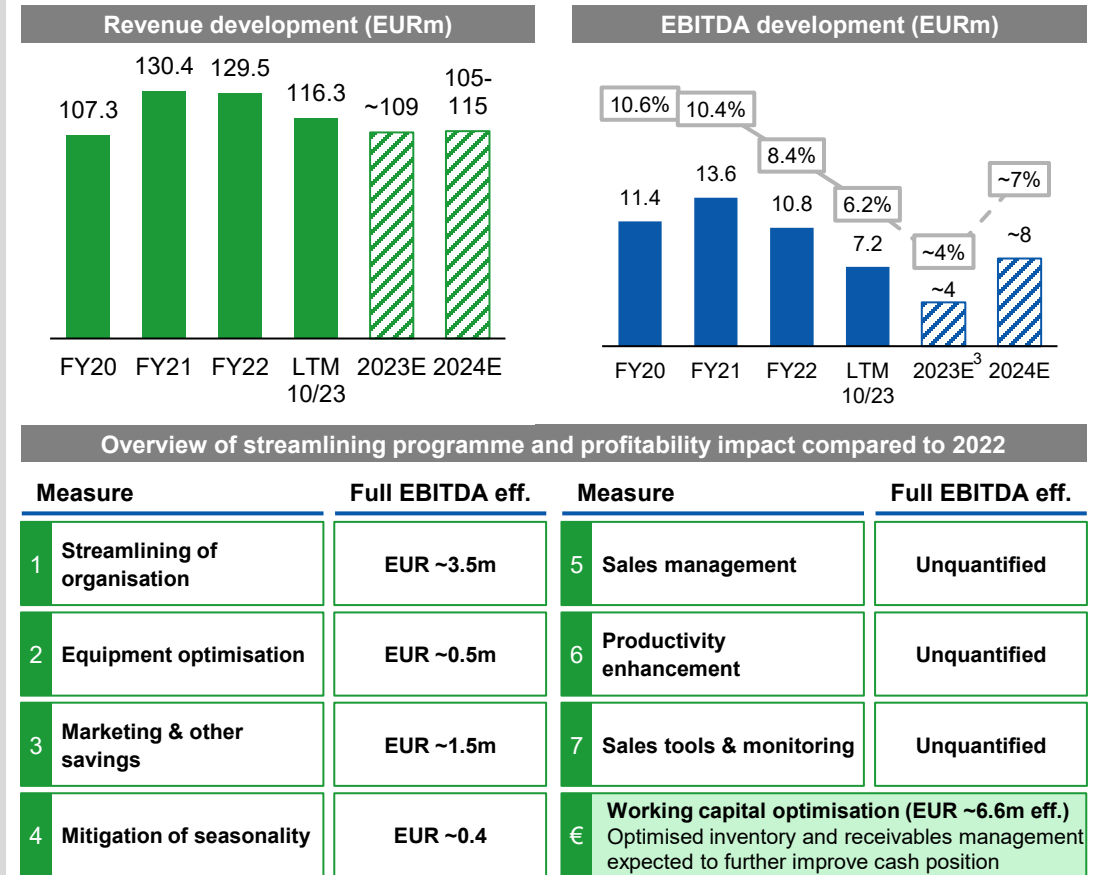 Revenue development (EURm)
107.3
130.4
129.5
116.3
~109
105-
115
FY20
FY21
FY22
LTM
10/23
2023E
2024E
EBITDA development (EURm)
10.6%
10.4%
8.4%
6.2%
~4%
~7%
11.4
13.6
10.8
7.2
~4
~8
FY20
FY21
FY22
LTM
10/23
2023E3
2024E
Overview of streamlining programme and profitability impact compared to 2022
Measure
Full EBITDA eff.
1
Streamlining of
organisation
EUR ~3.5m
2
Equipment optimisation
EUR ~0.5m
3
Marketing & other
savings
EUR ~1.5m
4
Mitigation of seasonality
EUR ~0.4
Measure
Full EBITDA eff.
5
Sales management
Unquantified
6
Productivity
enhancement
Unquantified
7
Sales tools & monitoring
Unquantified
€
Working capital optimisation (EUR ~6.6m eff.)
Optimised inventory and receivables management
expected to further improve cash position